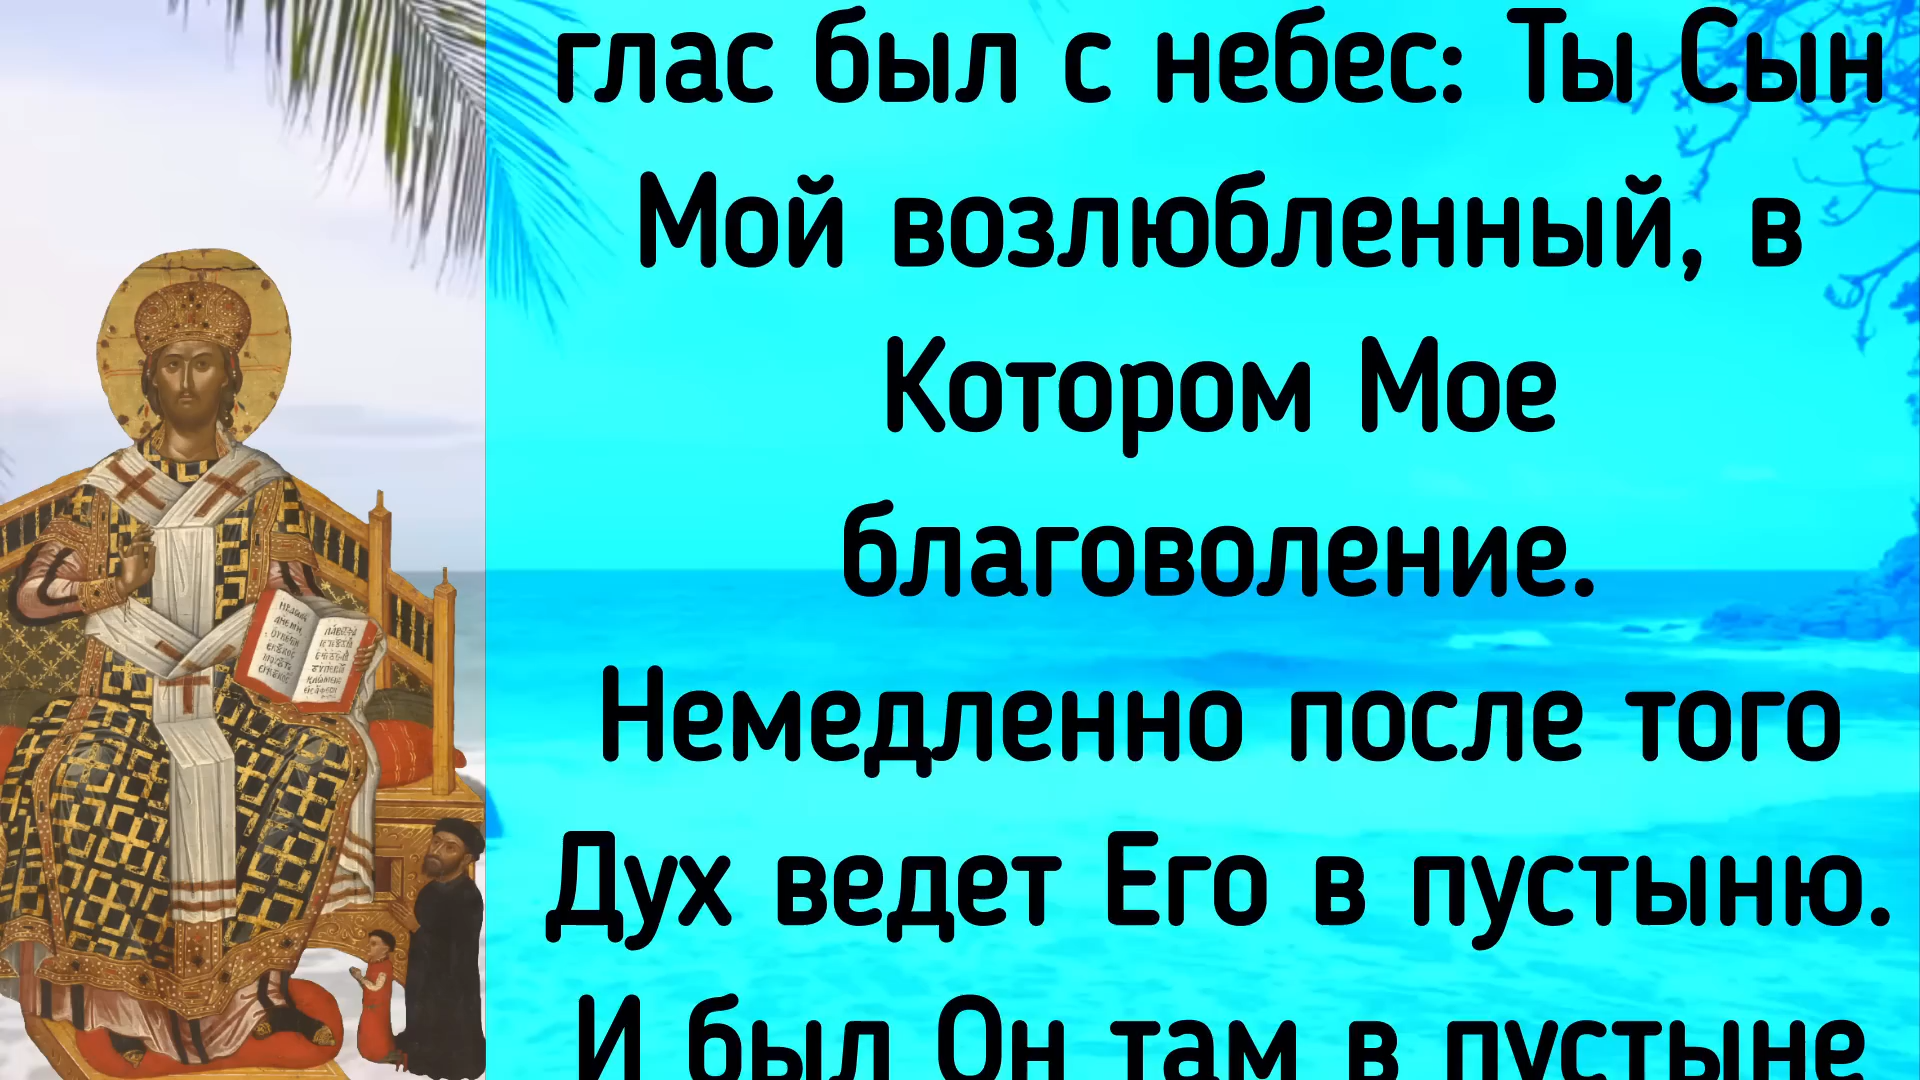 глас был с небес: Ты Сын
Мой возлюбленный, в
Котором Мое
благоволение.
Немедленно после того
Дух ведет Его в пустыню.
И был Он там в пустыне